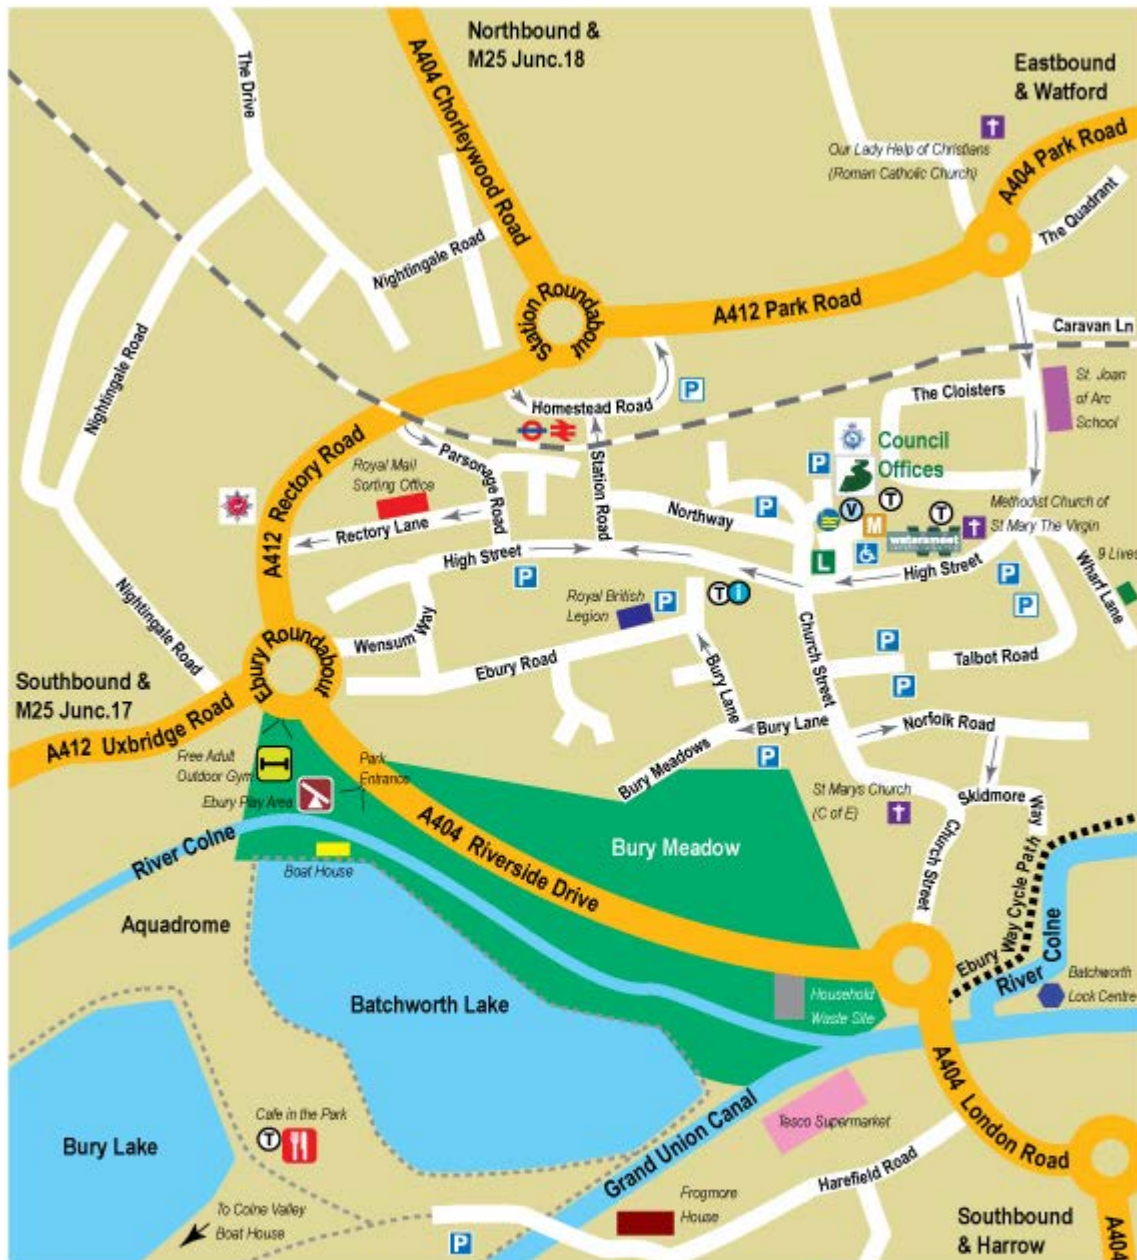 Northbound &
M25 Junc.18
Eastbound
& Watford
The Drive
A404 Chorleywood Road
Our Lady Help of Christians
(Roman Catholic Church)
A404 Park Road
The Quadrant
Nightingale Road
Station Roundabout
A412 Park Road
Caravan Ln
Nightingale Road
Homestead Road
P
The Cloisters
St. Joan
of Arc
School
A412 Rectory Road
Parsonage Road
Royal Mail
Sorting Office
Station Road
Council
Offices
P
Rectory Lane
Northway
P
V
T
M
T
Methodist Church of
St Mary The Virgin
watersmeet
High Street
P
L
High Street
P
P
9 Lives
Wharf Lane
Nightingale Road
Royal British
Legion
P
T
i
Wensum Way
Ebury Roundabout
Ebury Road
Bury Lane
Church Street
P
P
Talbot Road
Southbound &
M25 Junc.17
A412 Uxbridge Road
Bury Lane
Norfolk Road
Free Adult
Outdoor Gym
Park
Entrance
Bury Meadows
P
Ebury Play Area
St Marys Church
(C of E)
Skidmore
Way
River Colne
A404 Riverside Drive
Bury Meadow
Church Street
Boat House
Aquadrome
Ebury Way Cycle Path
River Colne
Batchworth Lake
Household
Waste Site
Batchworth
Lock Centre
A404 London Road
Cafe in the Park
T
Tesco Supermarket
Bury Lake
Grand Union Canal
Harefield Road
To Colne Valley
Boat House
Frogmore
House
P
Southbound
& Harrow
A404